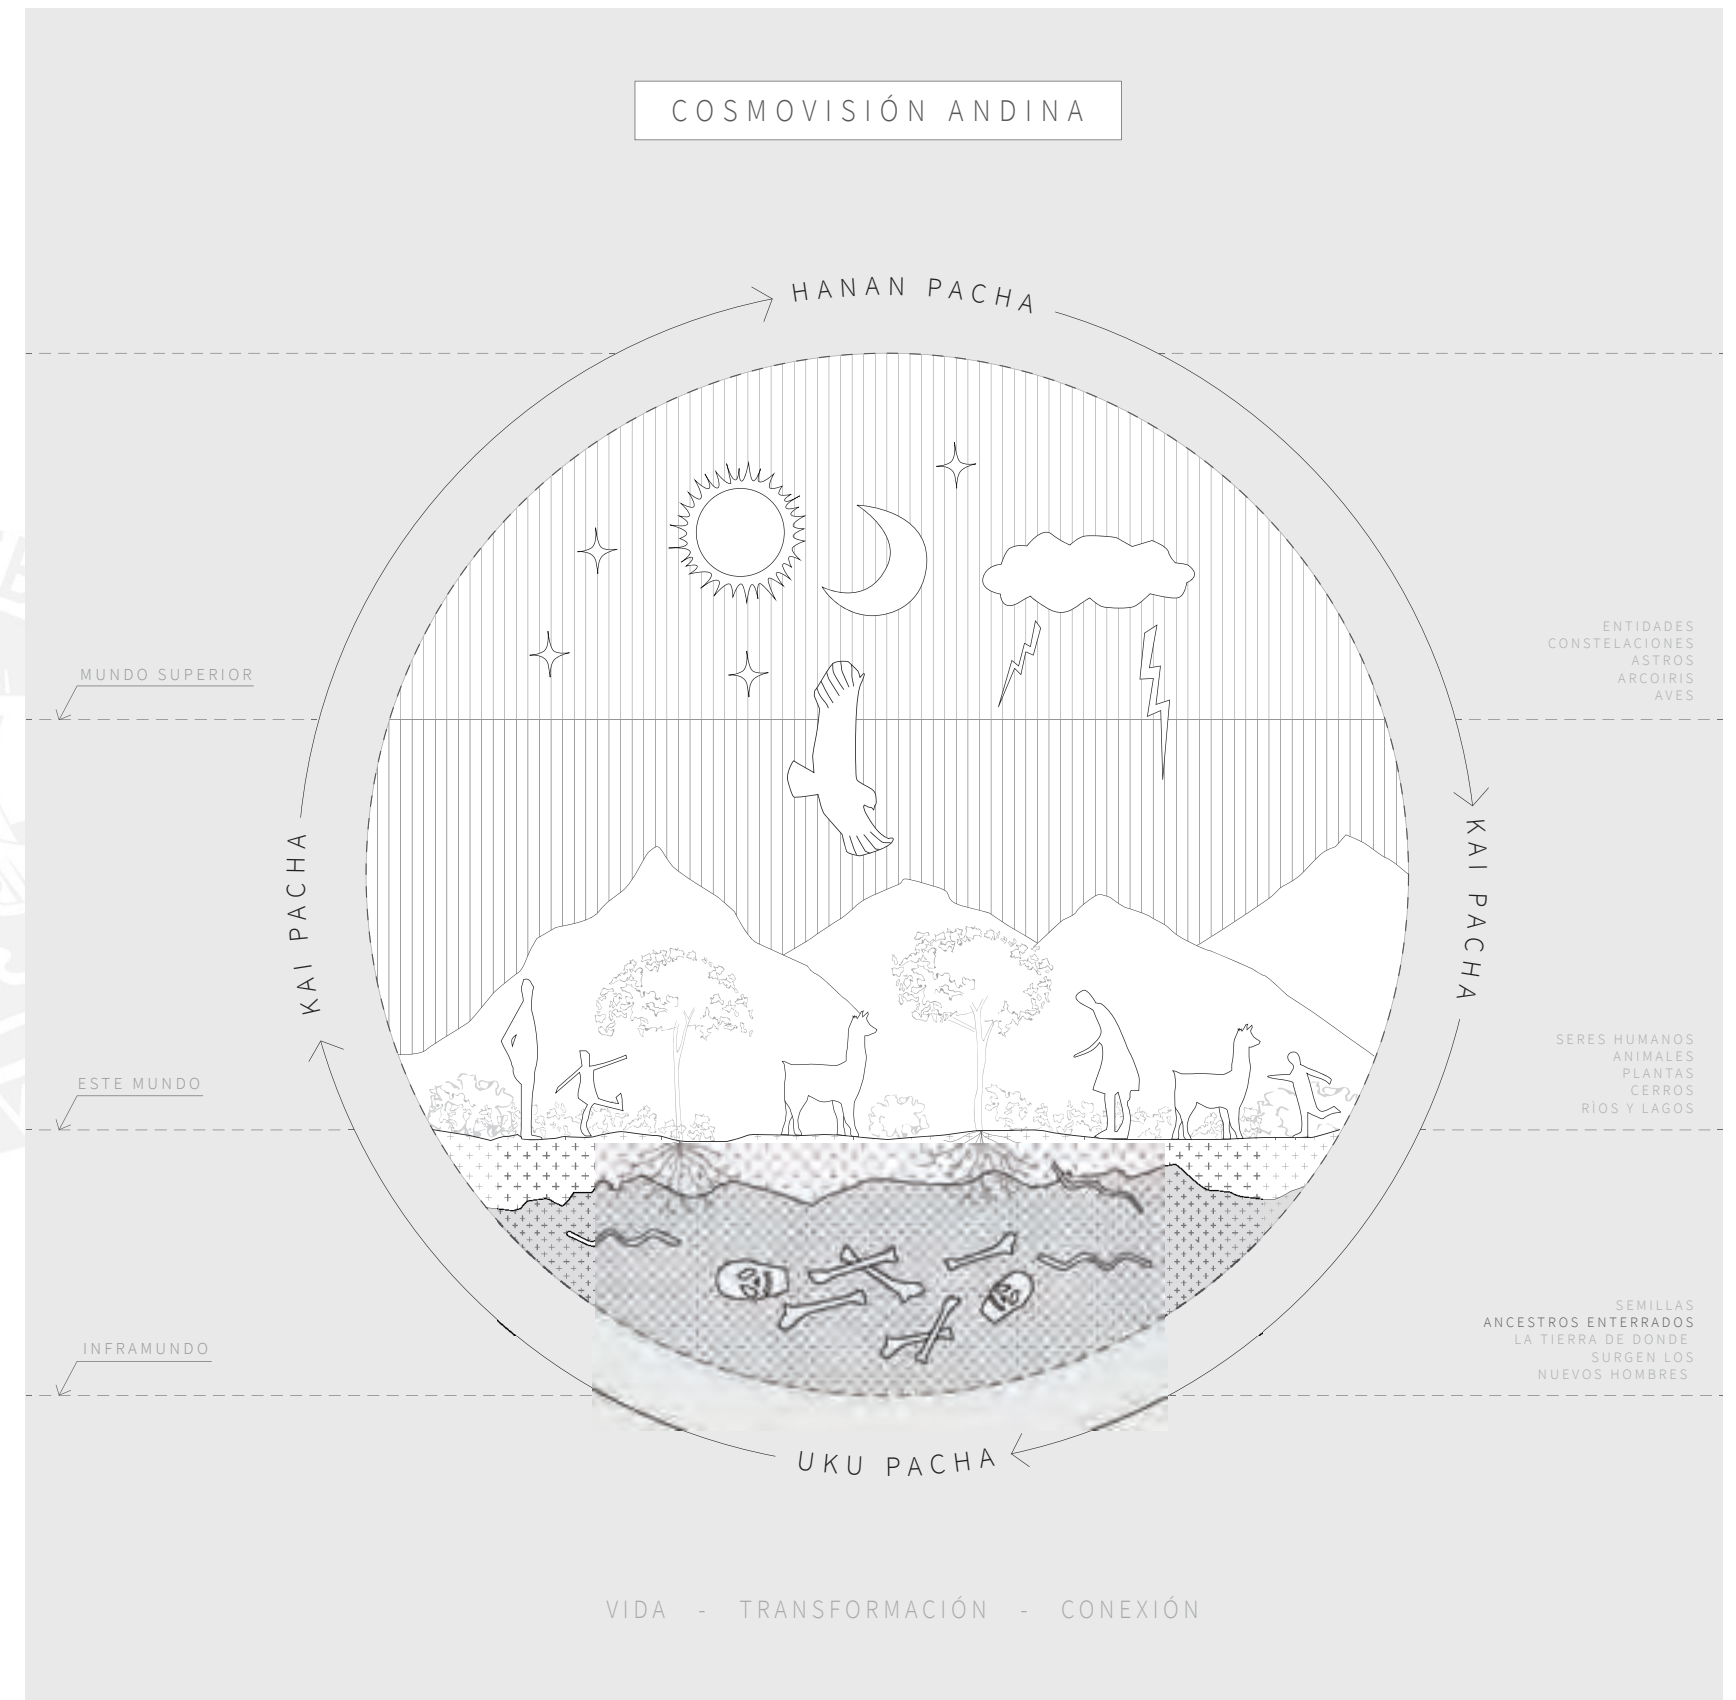 COSMOVISIÓN ANDINA
HANAN PACHA
ENTIDADES
CONSTELACIONES
ASTROS
ARCOIRIS
AVES
MUNDO SUPERIOR
KAI PACHA
KAI PACHA
SERES HUMANOS
ANIMALES
PLANTAS
CERROS
RÍOS Y LAGOS
ESTE MUNDO
SEMILLAS
ANCESTROS ENTERRADOS
LA TIERRA DE DONDE
SURGEN LOS
NUEVOS HOMBRES
INFRAMUNDO
UKU PACHA
VIDA - TRANSFORMACIÓN - CONEXIÓN